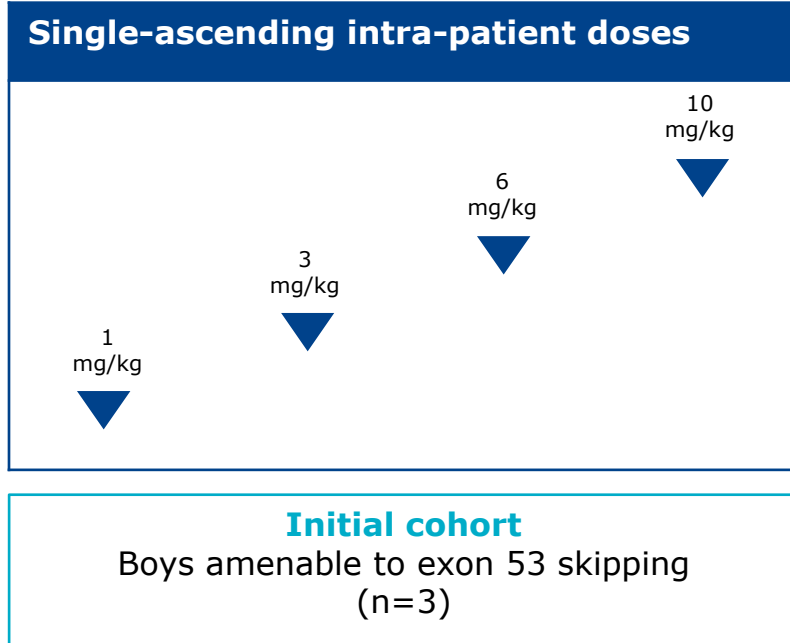 Single-ascending intra-patient doses
10
mg/kg
6
mg/kg
3
mg/kg
1
mg/kg
Initial cohort
Boys amenable to exon 53 skipping
(n=3)